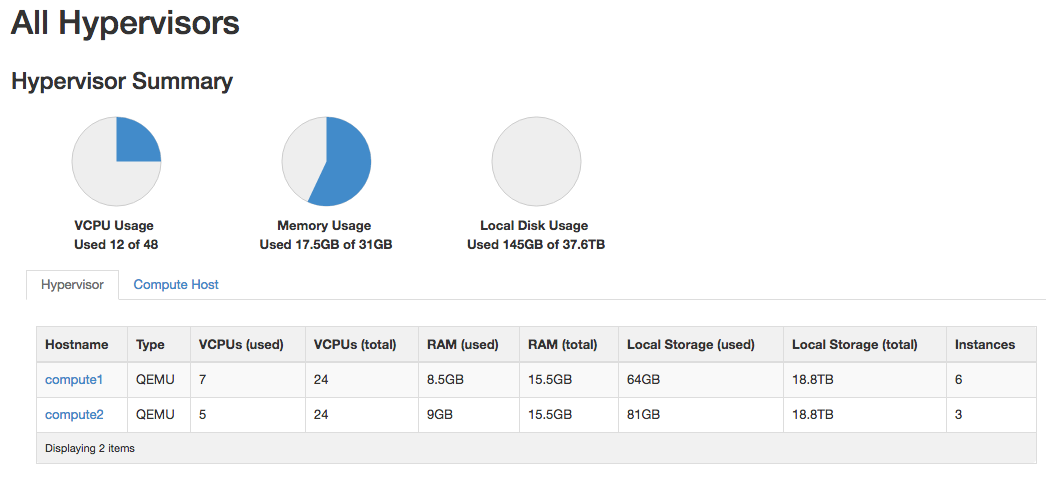 All Hypervisors
Hypervisor Summary
VCPU Usage Memory Usage Local Disk Usage
Used 12 of 48 Used 17.5GB of 31GB Used 145GB of 37.6TB
Hypervisor Compute Host
Hostname Type VCPUs (used) VCPUs (total) RAM (used) RAM (total) Local Storage (used) Local Storage (total) Instances
compute1 QEMU 7 24 8.5GB 15.5GB 64GB 18.8TB 6
compute2 QEMU 5 24 9GB 15.5GB 81GB 18.8TB 3
Displaying 2 items